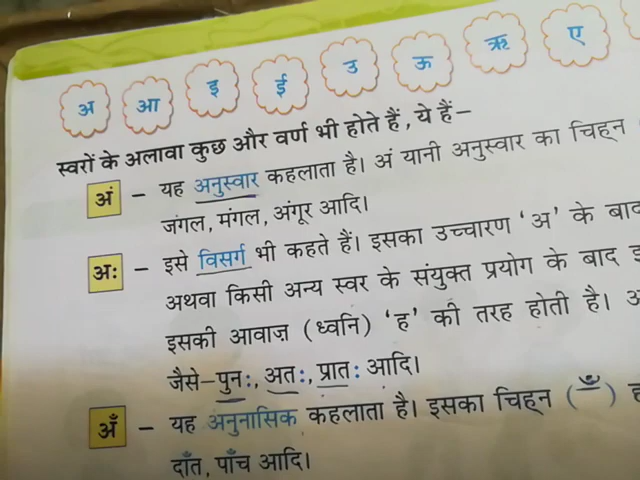 अ आ इ ई उ ऊ ऋ ए
स्वरों के अलावा कुछ और वर्ण भी होते हैं, ये हैं–
अं – यह अनुस्वार कहलाता है। अं यानी अनुस्वार का चिह्न
जंगल, मंगल, अंगूर आदि।
अः – इसे विसर्ग भी कहते हैं। इसका उच्चारण ‘अ’ के बाद
अथवा किसी अन्य स्वर के संयुक्त प्रयोग के बाद
इसकी आवाज़ (ध्वनि) ‘ह’ की तरह होती है।
जैसे–पुनः, अतः, प्रातः आदि।
अँ – यह अनुनासिक कहलाता है। इसका चिह्न (ँ)
दाँत, पाँच आदि।